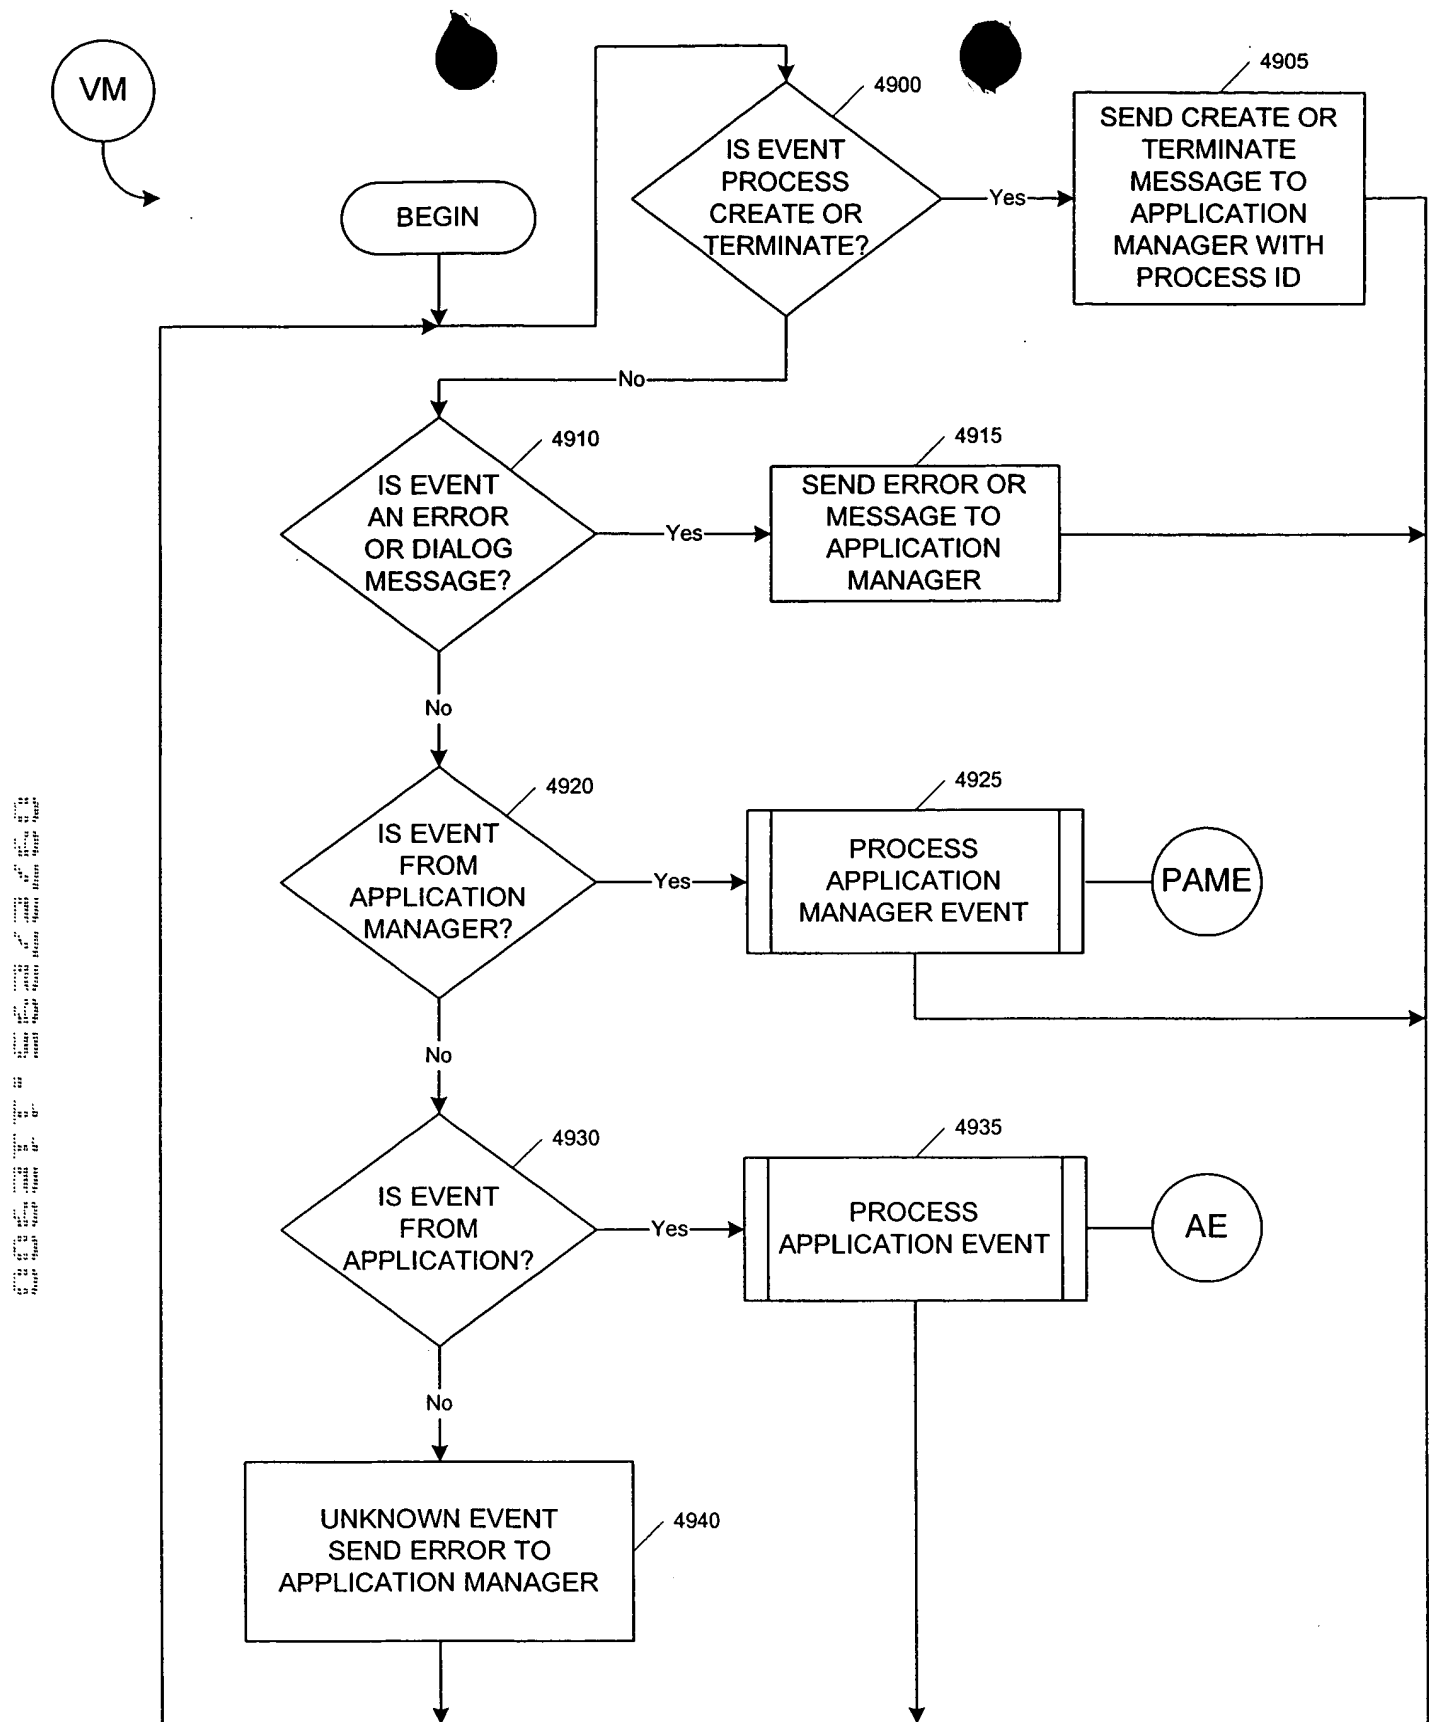 VM
BEGIN
4900
IS EVENT
PROCESS
CREATE OR
TERMINATE?
Yes
4905
SEND CREATE OR
TERMINATE
MESSAGE TO
APPLICATION
MANAGER WITH
PROCESS ID
No
4910
IS EVENT
AN ERROR
OR DIALOG
MESSAGE?
Yes
4915
SEND ERROR OR
MESSAGE TO
APPLICATION
MANAGER
No
4920
IS EVENT
FROM
APPLICATION
MANAGER?
Yes
4925
PROCESS
APPLICATION
MANAGER EVENT
PAME
No
4930
IS EVENT
FROM
APPLICATION?
Yes
4935
PROCESS
APPLICATION EVENT
AE
No
4940
UNKNOWN EVENT
SEND ERROR TO
APPLICATION MANAGER